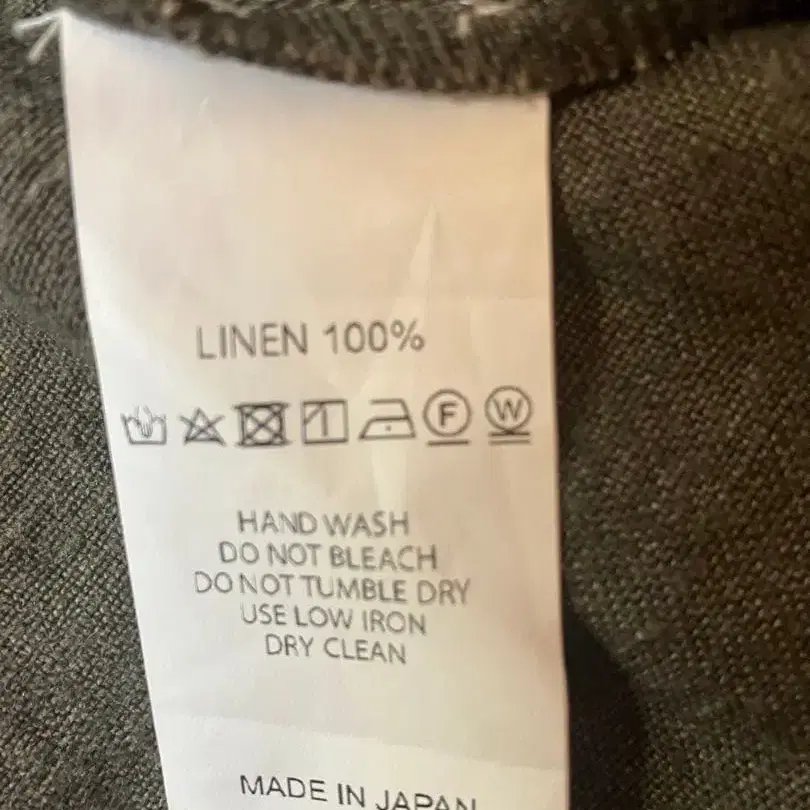 LINEN 100%
F W
HAND WASH
DO NOT BLEACH
DO NOT TUMBLE DRY
USE LOW IRON
DRY CLEAN
MADE IN JAPAN